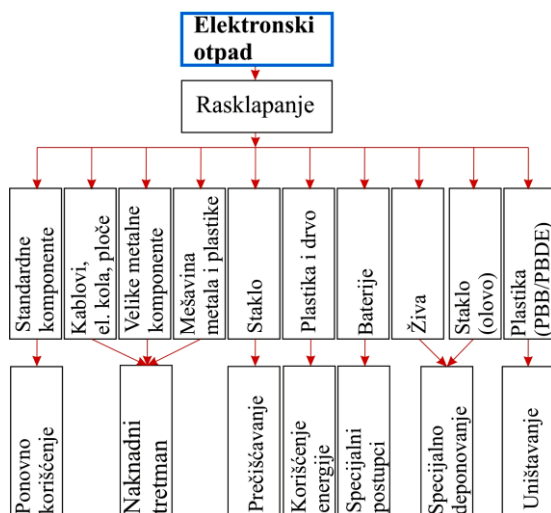 Elektronski
otpad
Rasklapanje
Standardne
komponente
Kablovi,
el. kola, ploče
Velike metalne
komponente
Mešavina
metala i plastike
Staklo
Plastika i drvo
Baterije
Živa
Staklo
(olovo)
Plastika
(PBB/PBDE)
Ponovno
korišćenje
Naknadni
tretman
Prečišćavanje
Korišćenje
energije
Specijalni
postupci
Specijalno
deponovanje
Uništavanje